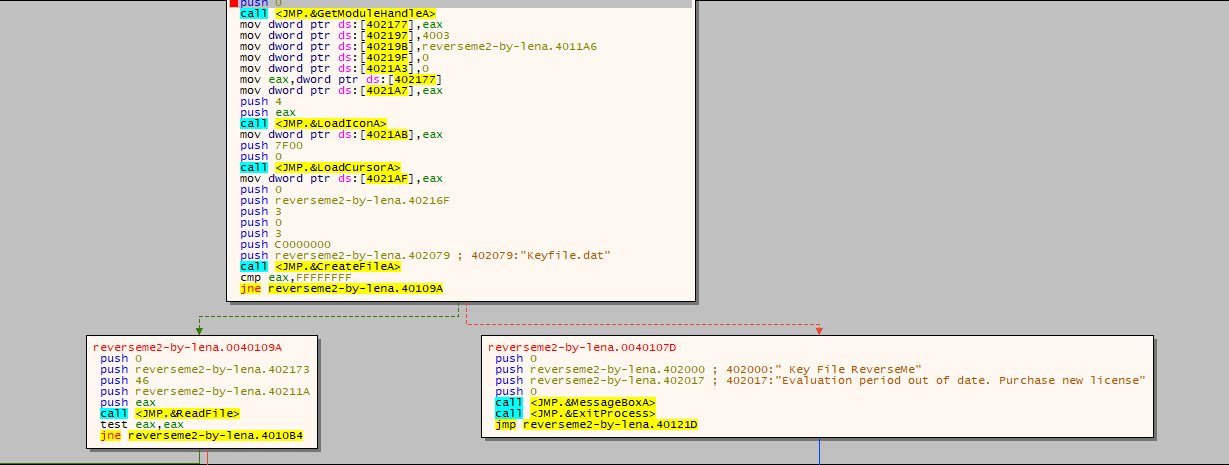 push 0
call <JMP.&GetModuleHandleA>
mov dword ptr ds:[402177],eax
mov dword ptr ds:[402197],4003
mov dword ptr ds:[40219B],reverseme2-by-lena.4011A6
mov dword ptr ds:[40219F],0
mov dword ptr ds:[4021A3],0
mov eax,dword ptr ds:[402177]
mov dword ptr ds:[4021A7],eax
push 4
push eax
call <JMP.&LoadIconA>
mov dword ptr ds:[4021AB],eax
push 7F00
push 0
call <JMP.&LoadCursorA>
mov dword ptr ds:[4021AF],eax
push 0
push reverseme2-by-lena.40216F
push 3
push 0
push 3
push C0000000
push reverseme2-by-lena.402079 ; 402079:"Keyfile.dat"
call <JMP.&CreateFileA>
cmp eax,FFFFFFFF
jne reverseme2-by-lena.40109A
reverseme2-by-lena.0040109A
push 0
push reverseme2-by-lena.402173
push 46
push reverseme2-by-lena.40211A
push eax
call <JMP.&ReadFile>
test eax,eax
jne reverseme2-by-lena.4010B4
reverseme2-by-lena.0040107D
push 0
push reverseme2-by-lena.402000 ; 402000:" Key File ReverseMe"
push reverseme2-by-lena.402017 ; 402017:"Evaluation period out of date. Purchase new license"
push 0
call <JMP.&MessageBoxA>
call <JMP.&ExitProcess>
jmp reverseme2-by-lena.40121D